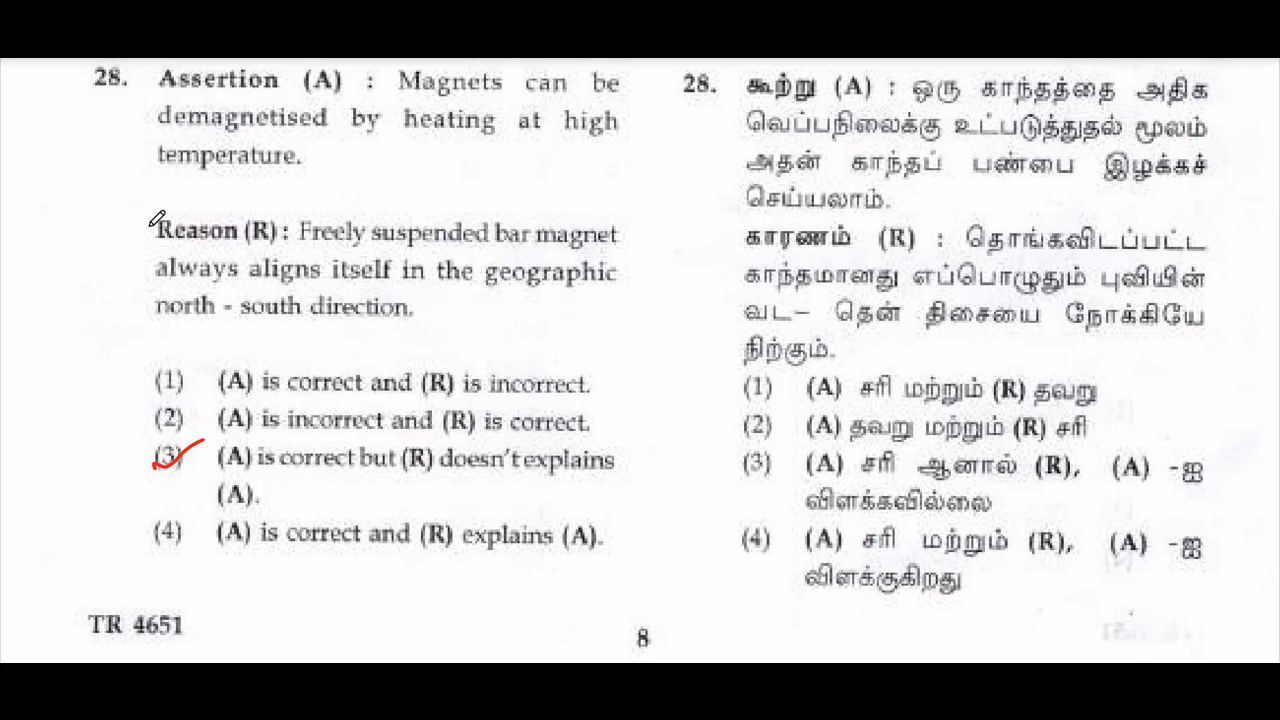 28. Assertion (A) : Magnets can be
demagnetised by heating at high
temperature.
Reason (R) : Freely suspended bar magnet
always aligns itself in the geographic
north - south direction.
(1) (A) is correct and (R) is incorrect.
(2) (A) is incorrect and (R) is correct.
(3) (A) is correct but (R) doesn't explains
(A).
(4) (A) is correct and (R) explains (A).
28. கூற்று (A) : ஒரு காந்தத்தை அதிக
வெப்பநிலைக்கு உட்படுத்துதல் மூலம்
அதன் காந்தப் பண்பை இழக்கச்
செய்யலாம்.
காரணம் (R) : தொங்கவிடப்பட்ட
காந்தமானது எப்பொழுதும் புவியின்
வட– தென் திசையை நோக்கியே
நிற்கும்.
(1) (A) சரி மற்றும் (R) தவறு
(2) (A) தவறு மற்றும் (R) சரி
(3) (A) சரி ஆனால் (R), (A) -ஐ
விளக்கவில்லை
(4) (A) சரி மற்றும் (R), (A) -ஐ
விளக்குகிறது
TR 4651
8